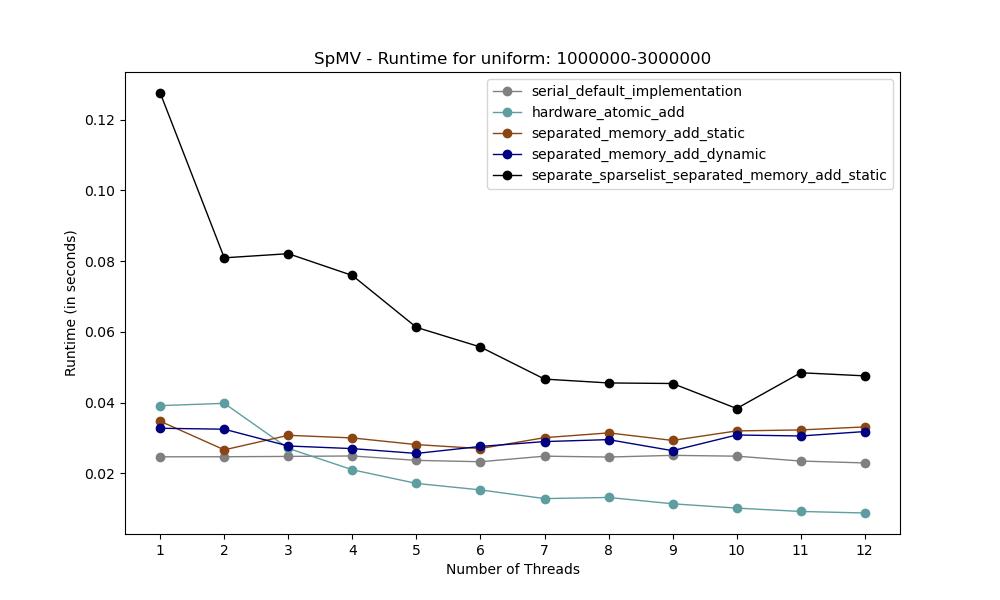 SpMV - Runtime for uniform: 1000000-3000000
serial_default_implementation
hardware_atomic_add
separated_memory_add_static
separated_memory_add_dynamic
separate_sparselist_separated_memory_add_static
Runtime (in seconds)
0.12
0.10
0.08
0.06
0.04
0.02
1 2 3 4 5 6 7 8 9 10 11 12
Number of Threads